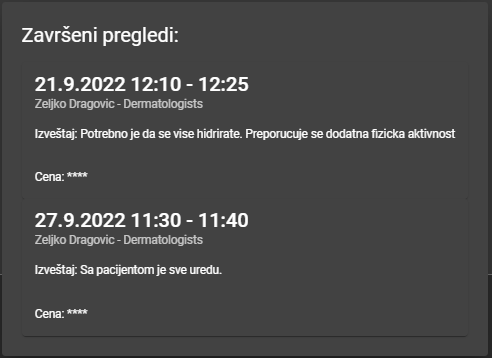 Završeni pregledi:
21.9.2022 12:10 - 12:25
Zeljko Dragovic - Dermatologists
Izveštaj: Potrebno je da se vise hidrirate. Preporucuje se dodatna fizicka aktivnost
Cena: ****
27.9.2022 11:30 - 11:40
Zeljko Dragovic - Dermatologists
Izveštaj: Sa pacijentom je sve uredu.
Cena: ****